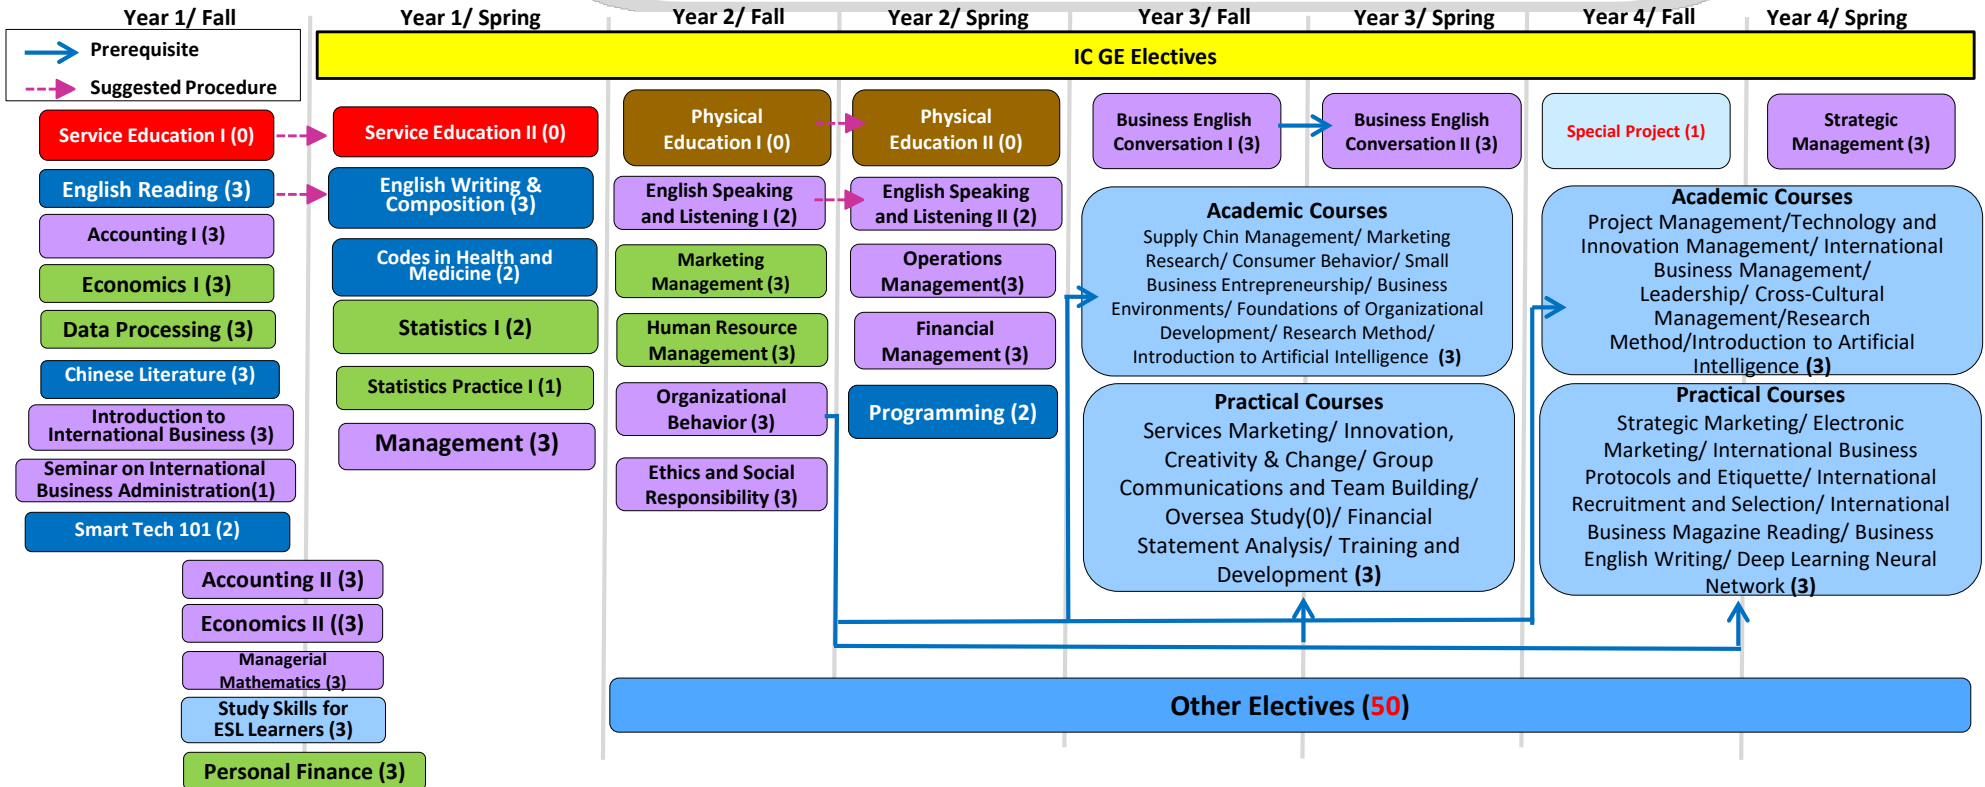 Year 1/ Fall
Year 1/ Spring
Year 2/ Fall
Year 2/ Spring
Year 3/ Fall
Year 3/ Spring
Year 4/ Fall
Year 4/ Spring
Prerequisite
Suggested Procedure
IC GE Electives
Service Education I (0)
English Reading (3)
Accounting I (3)
Economics I (3)
Data Processing (3)
Chinese Literature (3)
Introduction to
International Business (3)
Seminar on International
Business Administration(1)
Smart Tech 101 (2)
Accounting II (3)
Economics II ((3)
Managerial
Mathematics (3)
Study Skills for
ESL Learners (3)
Personal Finance (3)
Service Education II (0)
English Writing &
Composition (3)
Codes in Health and
Medicine (2)
Statistics I (2)
Statistics Practice I (1)
Management (3)
Physical
Education I (0)
English Speaking
and Listening I (2)
Marketing
Management (3)
Human Resource
Management (3)
Organizational
Behavior (3)
Ethics and Social
Responsibility (3)
Physical
Education II (0)
English Speaking
and Listening II (2)
Operations
Management(3)
Financial
Management (3)
Programming (2)
Business English
Conversation I (3)
Business English
Conversation II (3)
Academic Courses
Supply Chin Management/ Marketing
Research/ Consumer Behavior/ Small
Business Entrepreneurship/ Business
Environments/ Foundations of Organizational
Development/ Research Method/
Introduction to Artificial Intelligence (3)
Practical Courses
Services Marketing/ Innovation,
Creativity & Change/ Group
Communications and Team Building/
Oversea Study(0)/ Financial
Statement Analysis/ Training and
Development (3)
Special Project (1)
Strategic
Management (3)
Academic Courses
Project Management/Technology and
Innovation Management/ International
Business Management/
Leadership/ Cross-Cultural
Management/Research
Method/Introduction to Artificial
Intelligence (3)
Practical Courses
Strategic Marketing/ Electronic
Marketing/ International Business
Protocols and Etiquette/ International
Recruitment and Selection/ International
Business Magazine Reading/ Business
English Writing/ Deep Learning Neural
Network (3)
Other Electives (50)